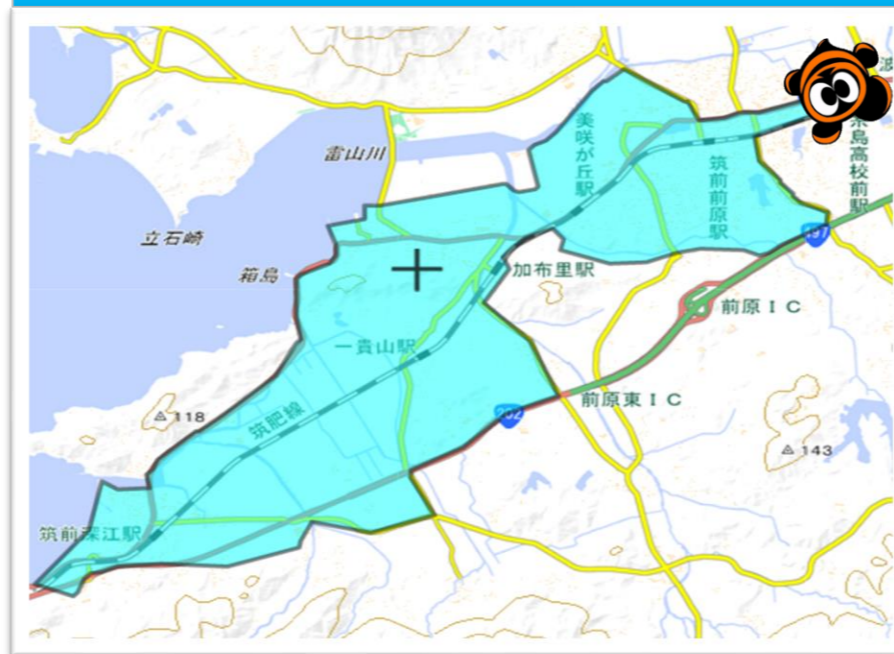 美咲が丘駅
糸島高校前駅
雷山川
筑前前原駅
立石崎
197
加布里駅
箱島
前原IC
一貴山駅
前原東IC
202
118
筑肥線
143
筑前深江駅